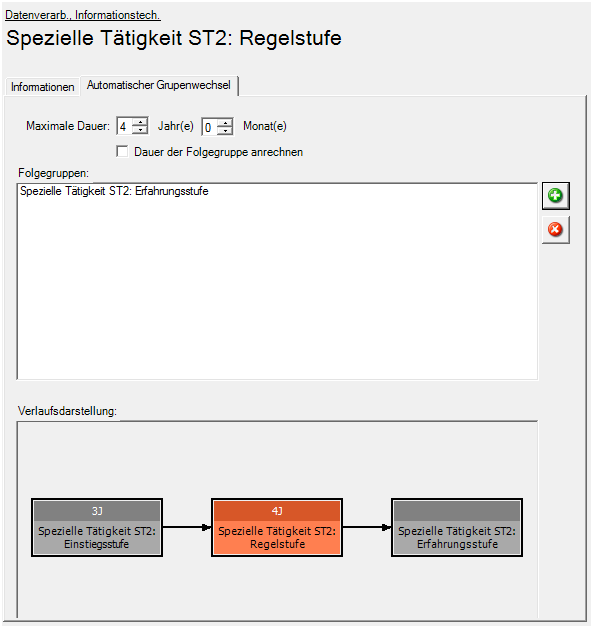 Datenverarb., Informationstech.
Spezielle Tätigkeit ST2: Regelstufe
Informationen Automatischer Grupenwechsel
Maximale Dauer: 4 Jahr(e) 0 Monat(e)
Dauer der Folgegruppe anrechnen
Folgegruppen:
Spezielle Tätigkeit ST2: Erfahrungsstufe
Verlaufsdarstellung:
3J 4J
Spezielle Tätigkeit ST2: Spezielle Tätigkeit ST2: Spezielle Tätigkeit ST2:
Einstiegsstufe Regelstufe Erfahrungsstufe